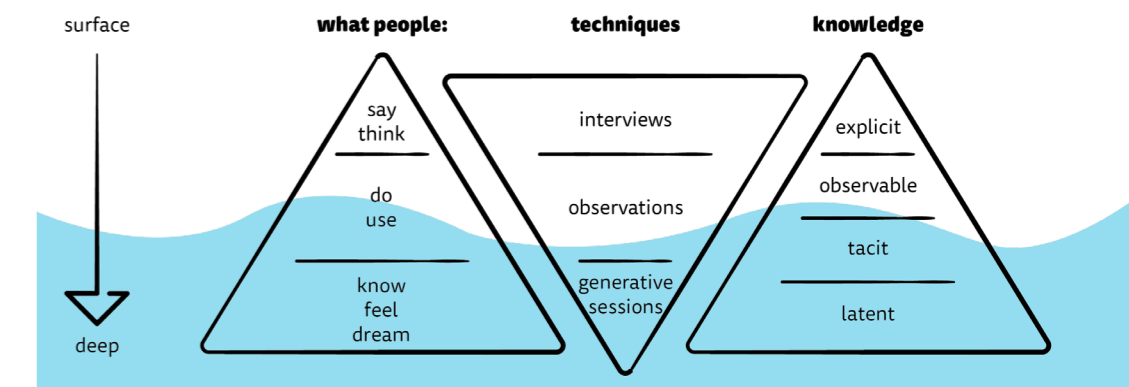 surface
what people:
techniques
knowledge
say
think
interviews
explicit
do
use
observations
observable
tacit
know
feel
dream
generative
sessions
latent
deep